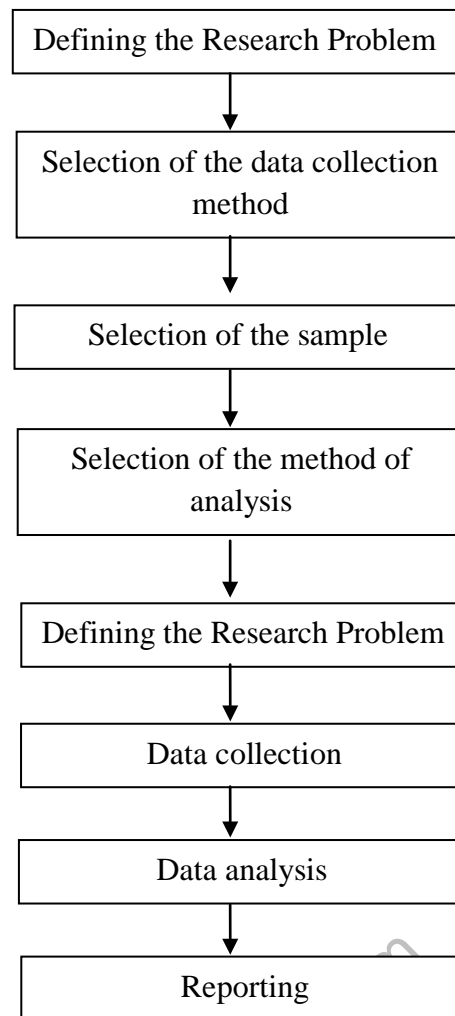 Defining the Research Problem
Selection of the data collection
method
Selection of the sample
Selection of the method of
analysis
Defining the Research Problem
Data collection
Data analysis
Reporting